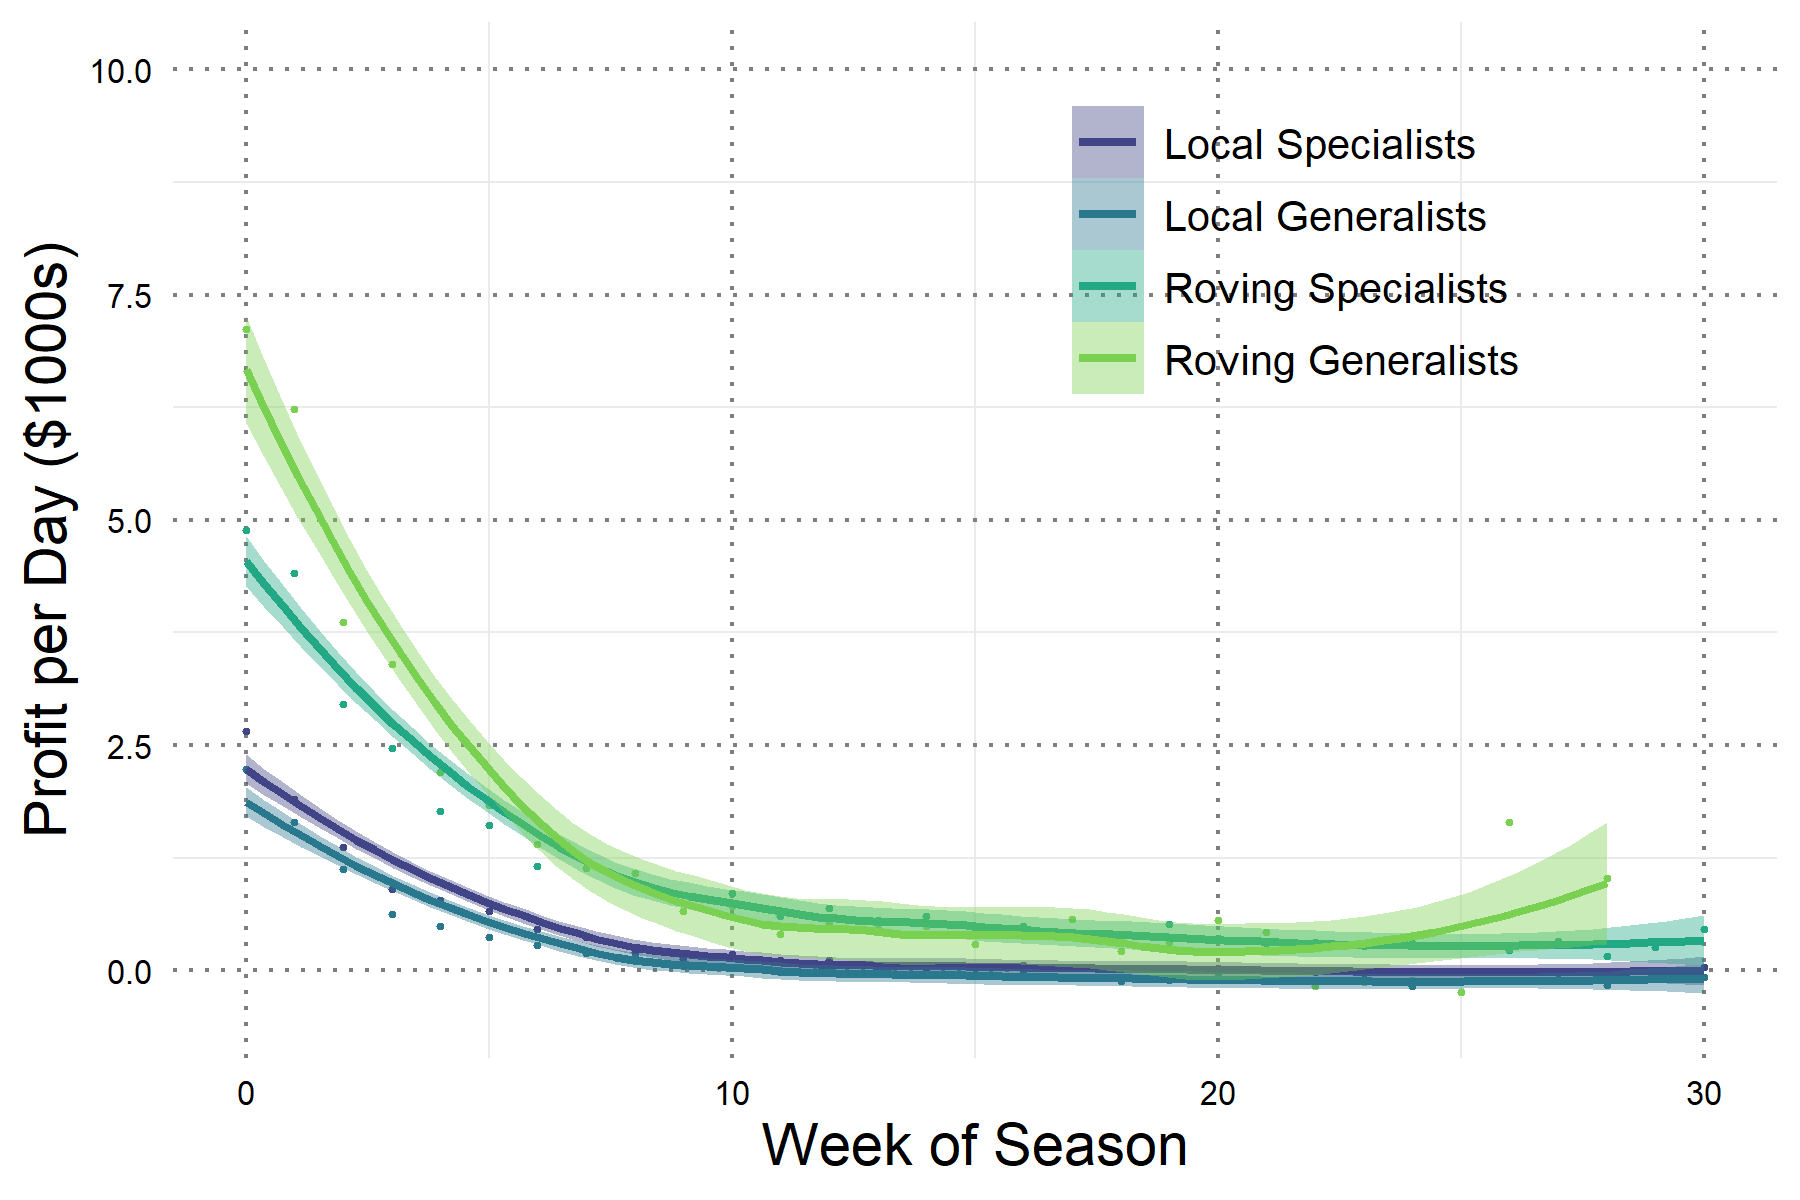 10.0
7.5
5.0
2.5
0.0
Profit per Day ($1000s)
Local Specialists
Local Generalists
Roving Specialists
Roving Generalists
0 10 20 30
Week of Season